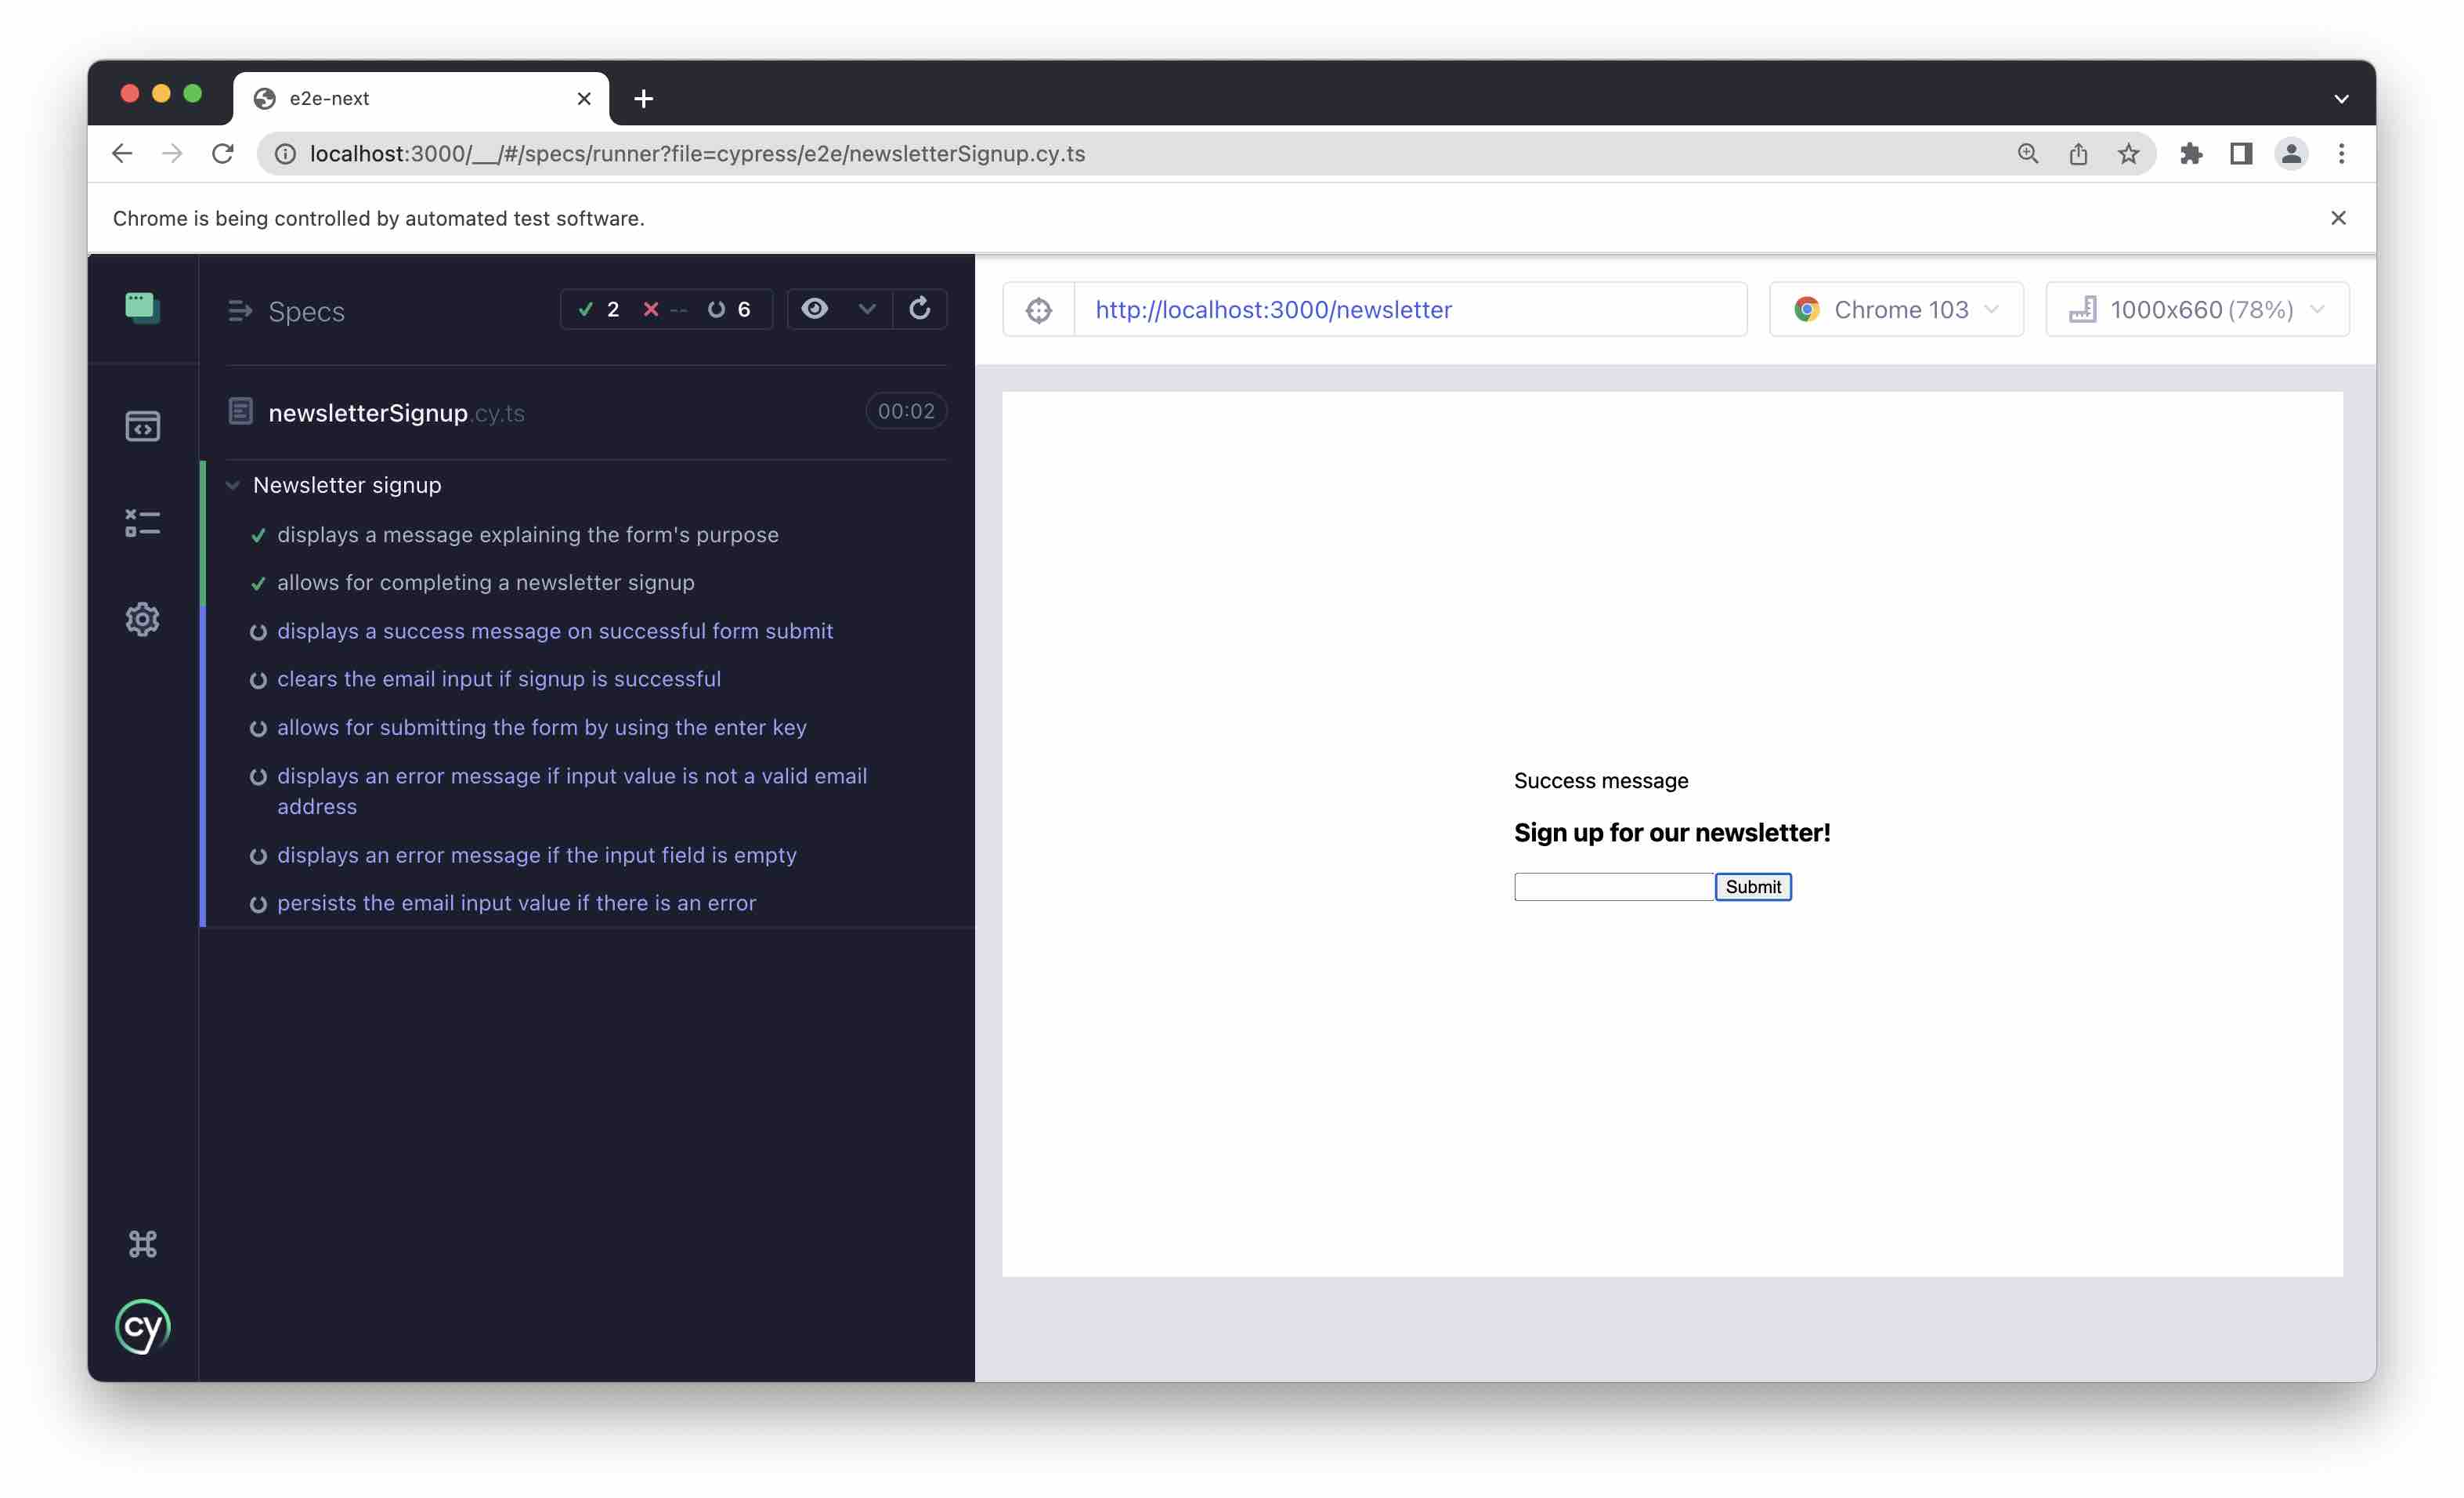 e2e-next
localhost:3000/__/#/specs/runner?file=cypress/e2e/newsletterSignup.cy.ts
Chrome is being controlled by automated test software.
Specs
2 -- 6
http://localhost:3000/newsletter
Chrome 103
1000x660 (78%)
newsletterSignup.cy.ts
00:02
Newsletter signup
displays a message explaining the form's purpose
allows for completing a newsletter signup
displays a success message on successful form submit
clears the email input if signup is successful
allows for submitting the form by using the enter key
displays an error message if input value is not a valid email
address
displays an error message if the input field is empty
persists the email input value if there is an error
Success message
Sign up for our newsletter!
Submit
cy